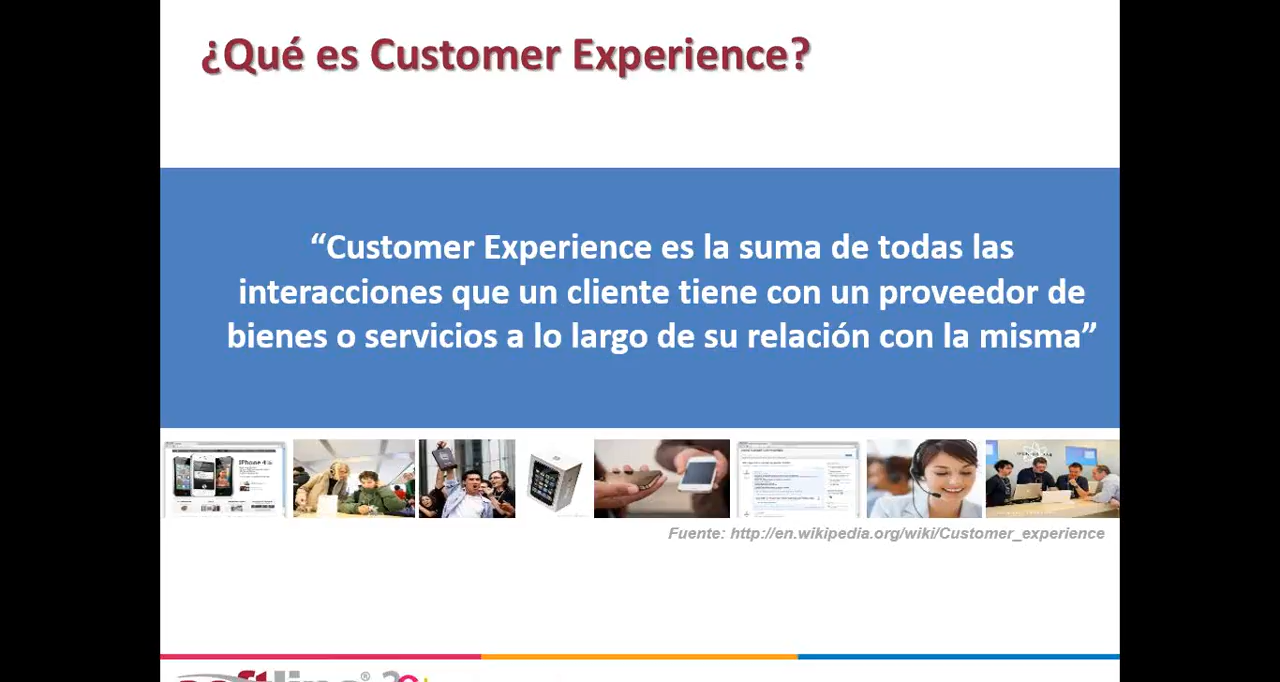 ¿Qué es Customer Experience?
“Customer Experience es la suma de todas las
interacciones que un cliente tiene con un proveedor de
bienes o servicios a lo largo de su relación con la misma”
Fuente: http://en.wikipedia.org/wiki/Customer_experience